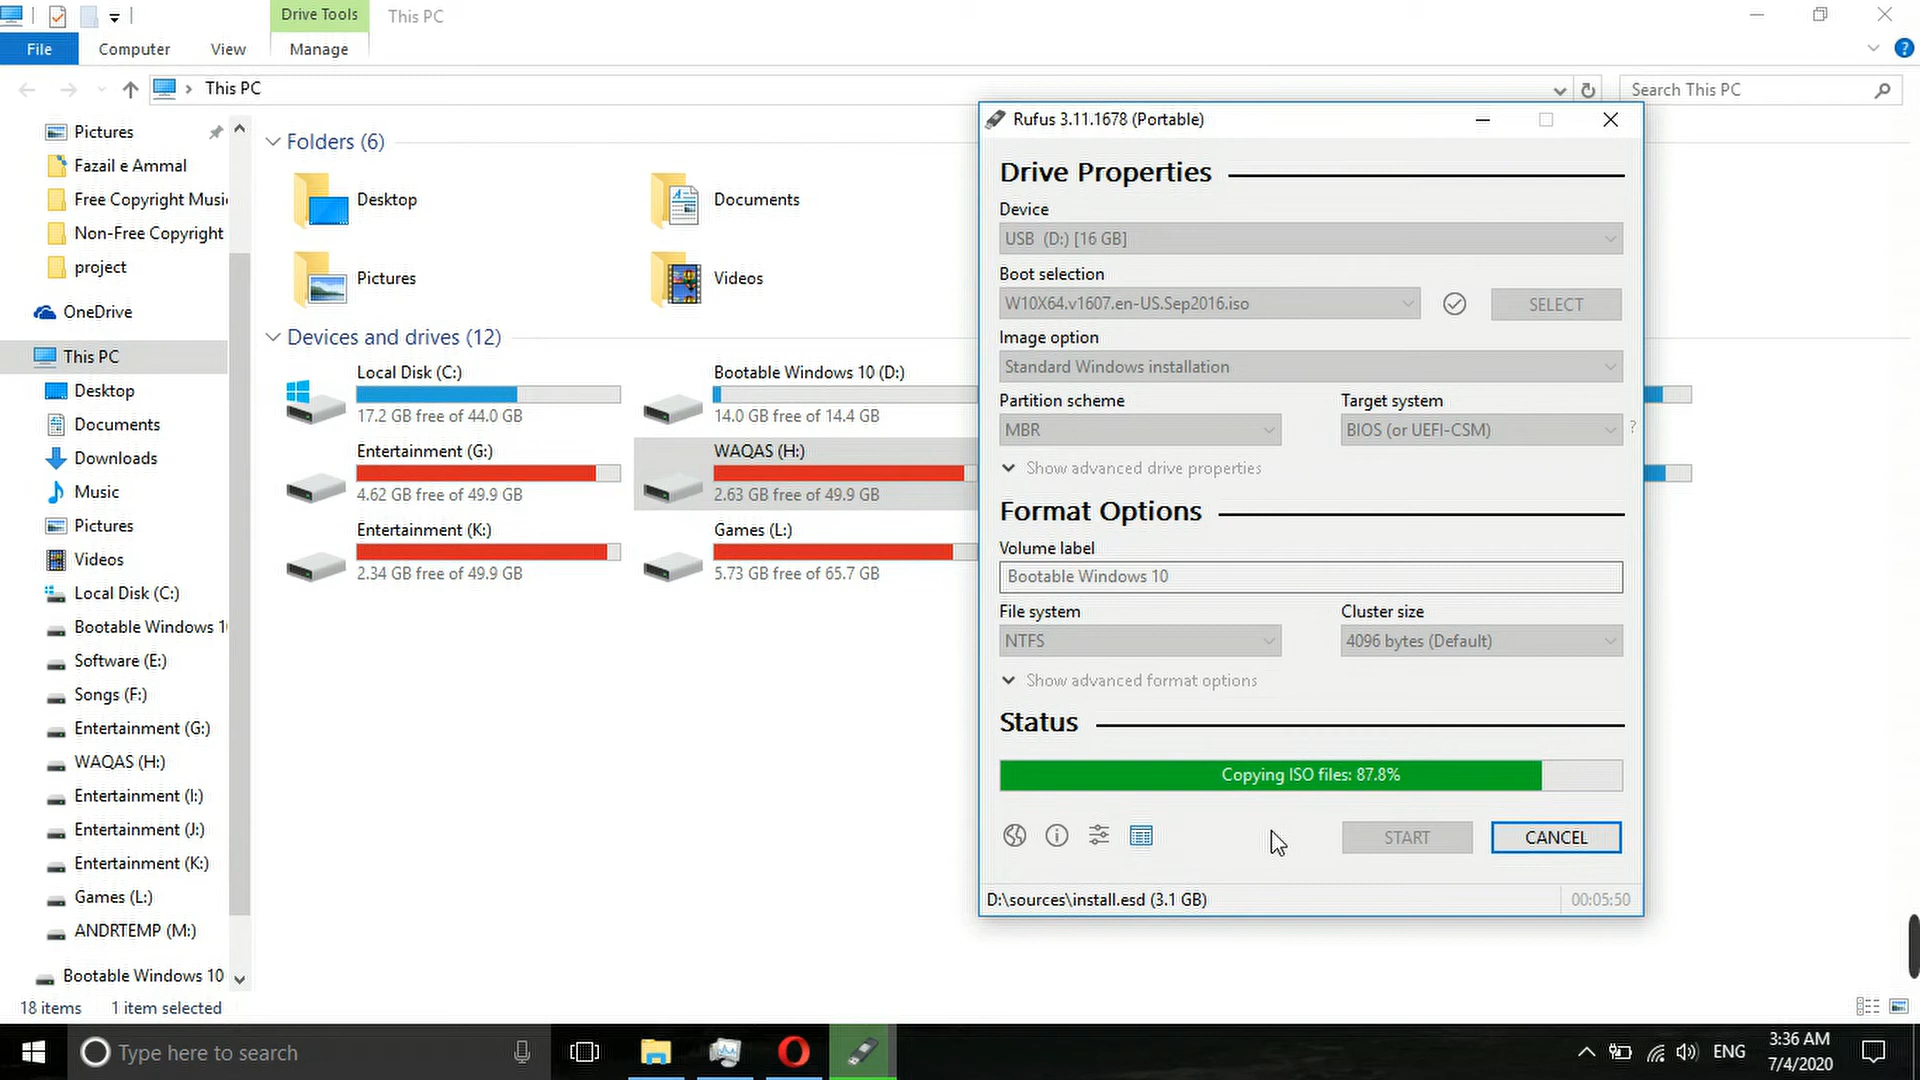 Drive Tools
This PC
File
Computer
View
Manage
This PC
Search This PC
Pictures
Fazail e Ammal
Free Copyright Musi
Non-Free Copyright
project
OneDrive
This PC
Desktop
Documents
Downloads
Music
Pictures
Videos
Local Disk (C:)
Bootable Windows 1
Software (E:)
Songs (F:)
Entertainment (G:)
WAQAS (H:)
Entertainment (I:)
Entertainment (J:)
Entertainment (K:)
Games (L:)
ANDRTEMP (M:)
Bootable Windows 10
18 items
1 item selected
Folders (6)
Desktop
Documents
Pictures
Videos
Devices and drives (12)
Local Disk (C:)
17.2 GB free of 44.0 GB
Bootable Windows 10 (D:)
14.0 GB free of 14.4 GB
Entertainment (G:)
4.62 GB free of 49.9 GB
WAQAS (H:)
2.63 GB free of 49.9 GB
Entertainment (K:)
2.34 GB free of 49.9 GB
Games (L:)
5.73 GB free of 65.7 GB
Rufus 3.11.1678 (Portable)
Drive Properties
Device
USB (D:) [16 GB]
Boot selection
W10X64.v1607.en-US.Sep2016.iso
SELECT
Image option
Standard Windows installation
Partition scheme
Target system
MBR
BIOS (or UEFI-CSM)
?
Show advanced drive properties
Format Options
Volume label
Bootable Windows 10
File system
Cluster size
NTFS
4096 bytes (Default)
Show advanced format options
Status
Copying ISO files: 87.8%
START
CANCEL
D:\sources\install.esd (3.1 GB)
00:05:50
Type here to search
ENG
3:36 AM
7/4/2020